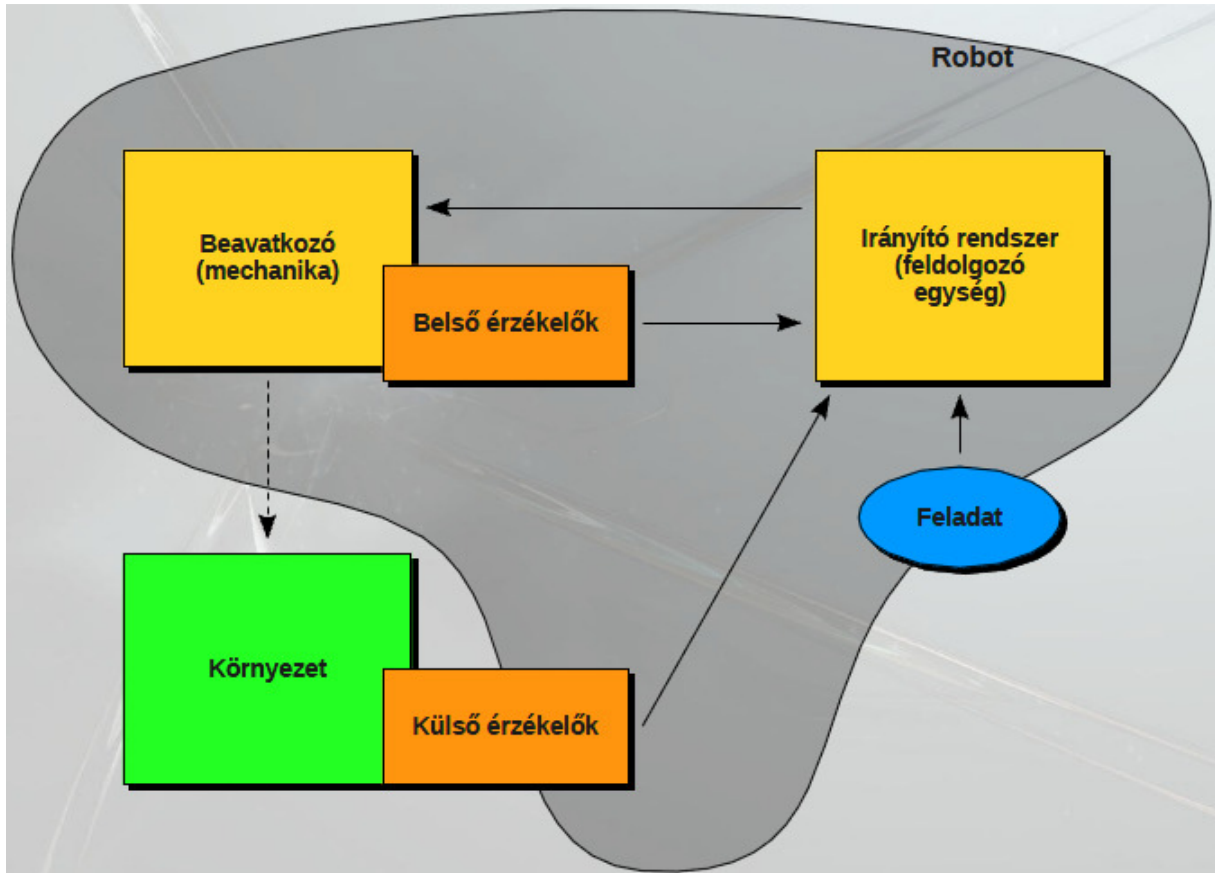 Robot
Beavatkozó
(mechanika)
Irányító rendszer
(feldolgozó
egység)
Belső érzékelők
Feladat
Környezet
Külső érzékelők